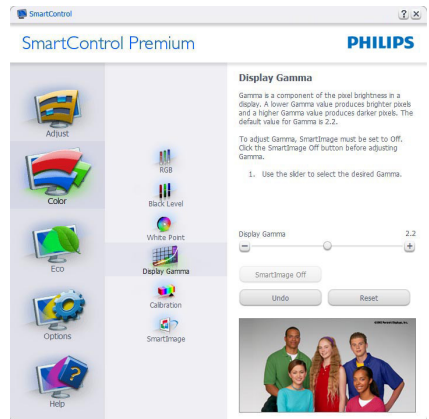 SmartControl
SmartControl Premium
PHILIPS
Adjust
Color
Eco
Options
Help
RGB
Black Level
White Point
Display Gamma
Calibration
SmartImage
Display Gamma
Gamma is a component of the pixel brightness in a
display. A lower Gamma value produces brighter pixels
and a higher Gamma value produces darker pixels. The
default value for Gamma is 2.2.
To adjust Gamma, SmartImage must be set to Off.
Click the SmartImage Off button before adjusting
Gamma.
1. Use the slider to select the desired Gamma.
Display Gamma 2.2
SmartImage Off
Undo Reset